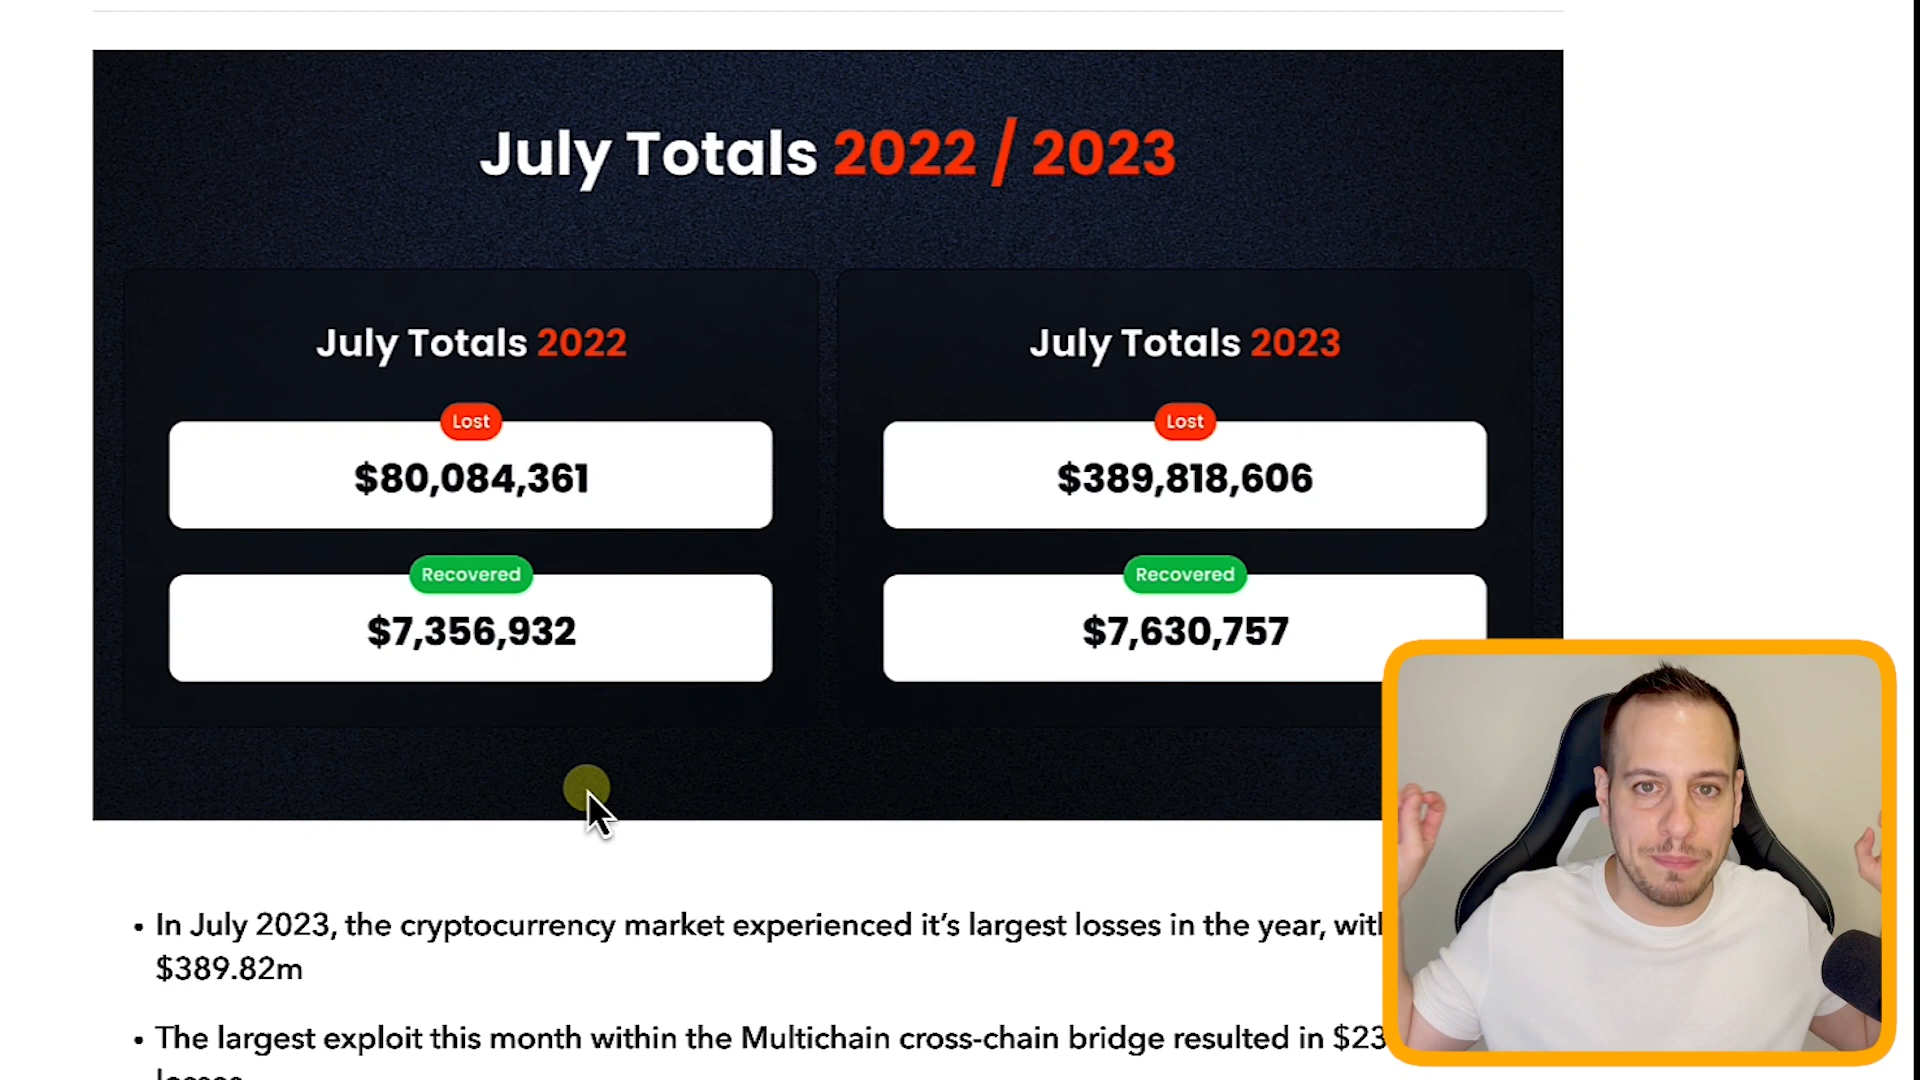 July Totals 2022 / 2023
July Totals 2022
Lost
$80,084,361
Recovered
$7,356,932
July Totals 2023
Lost
$389,818,606
Recovered
$7,630,757
• In July 2023, the cryptocurrency market experienced it’s largest losses in the year,
$389.82m
• The largest exploit this month within the Multichain cross-chain bridge resulted in